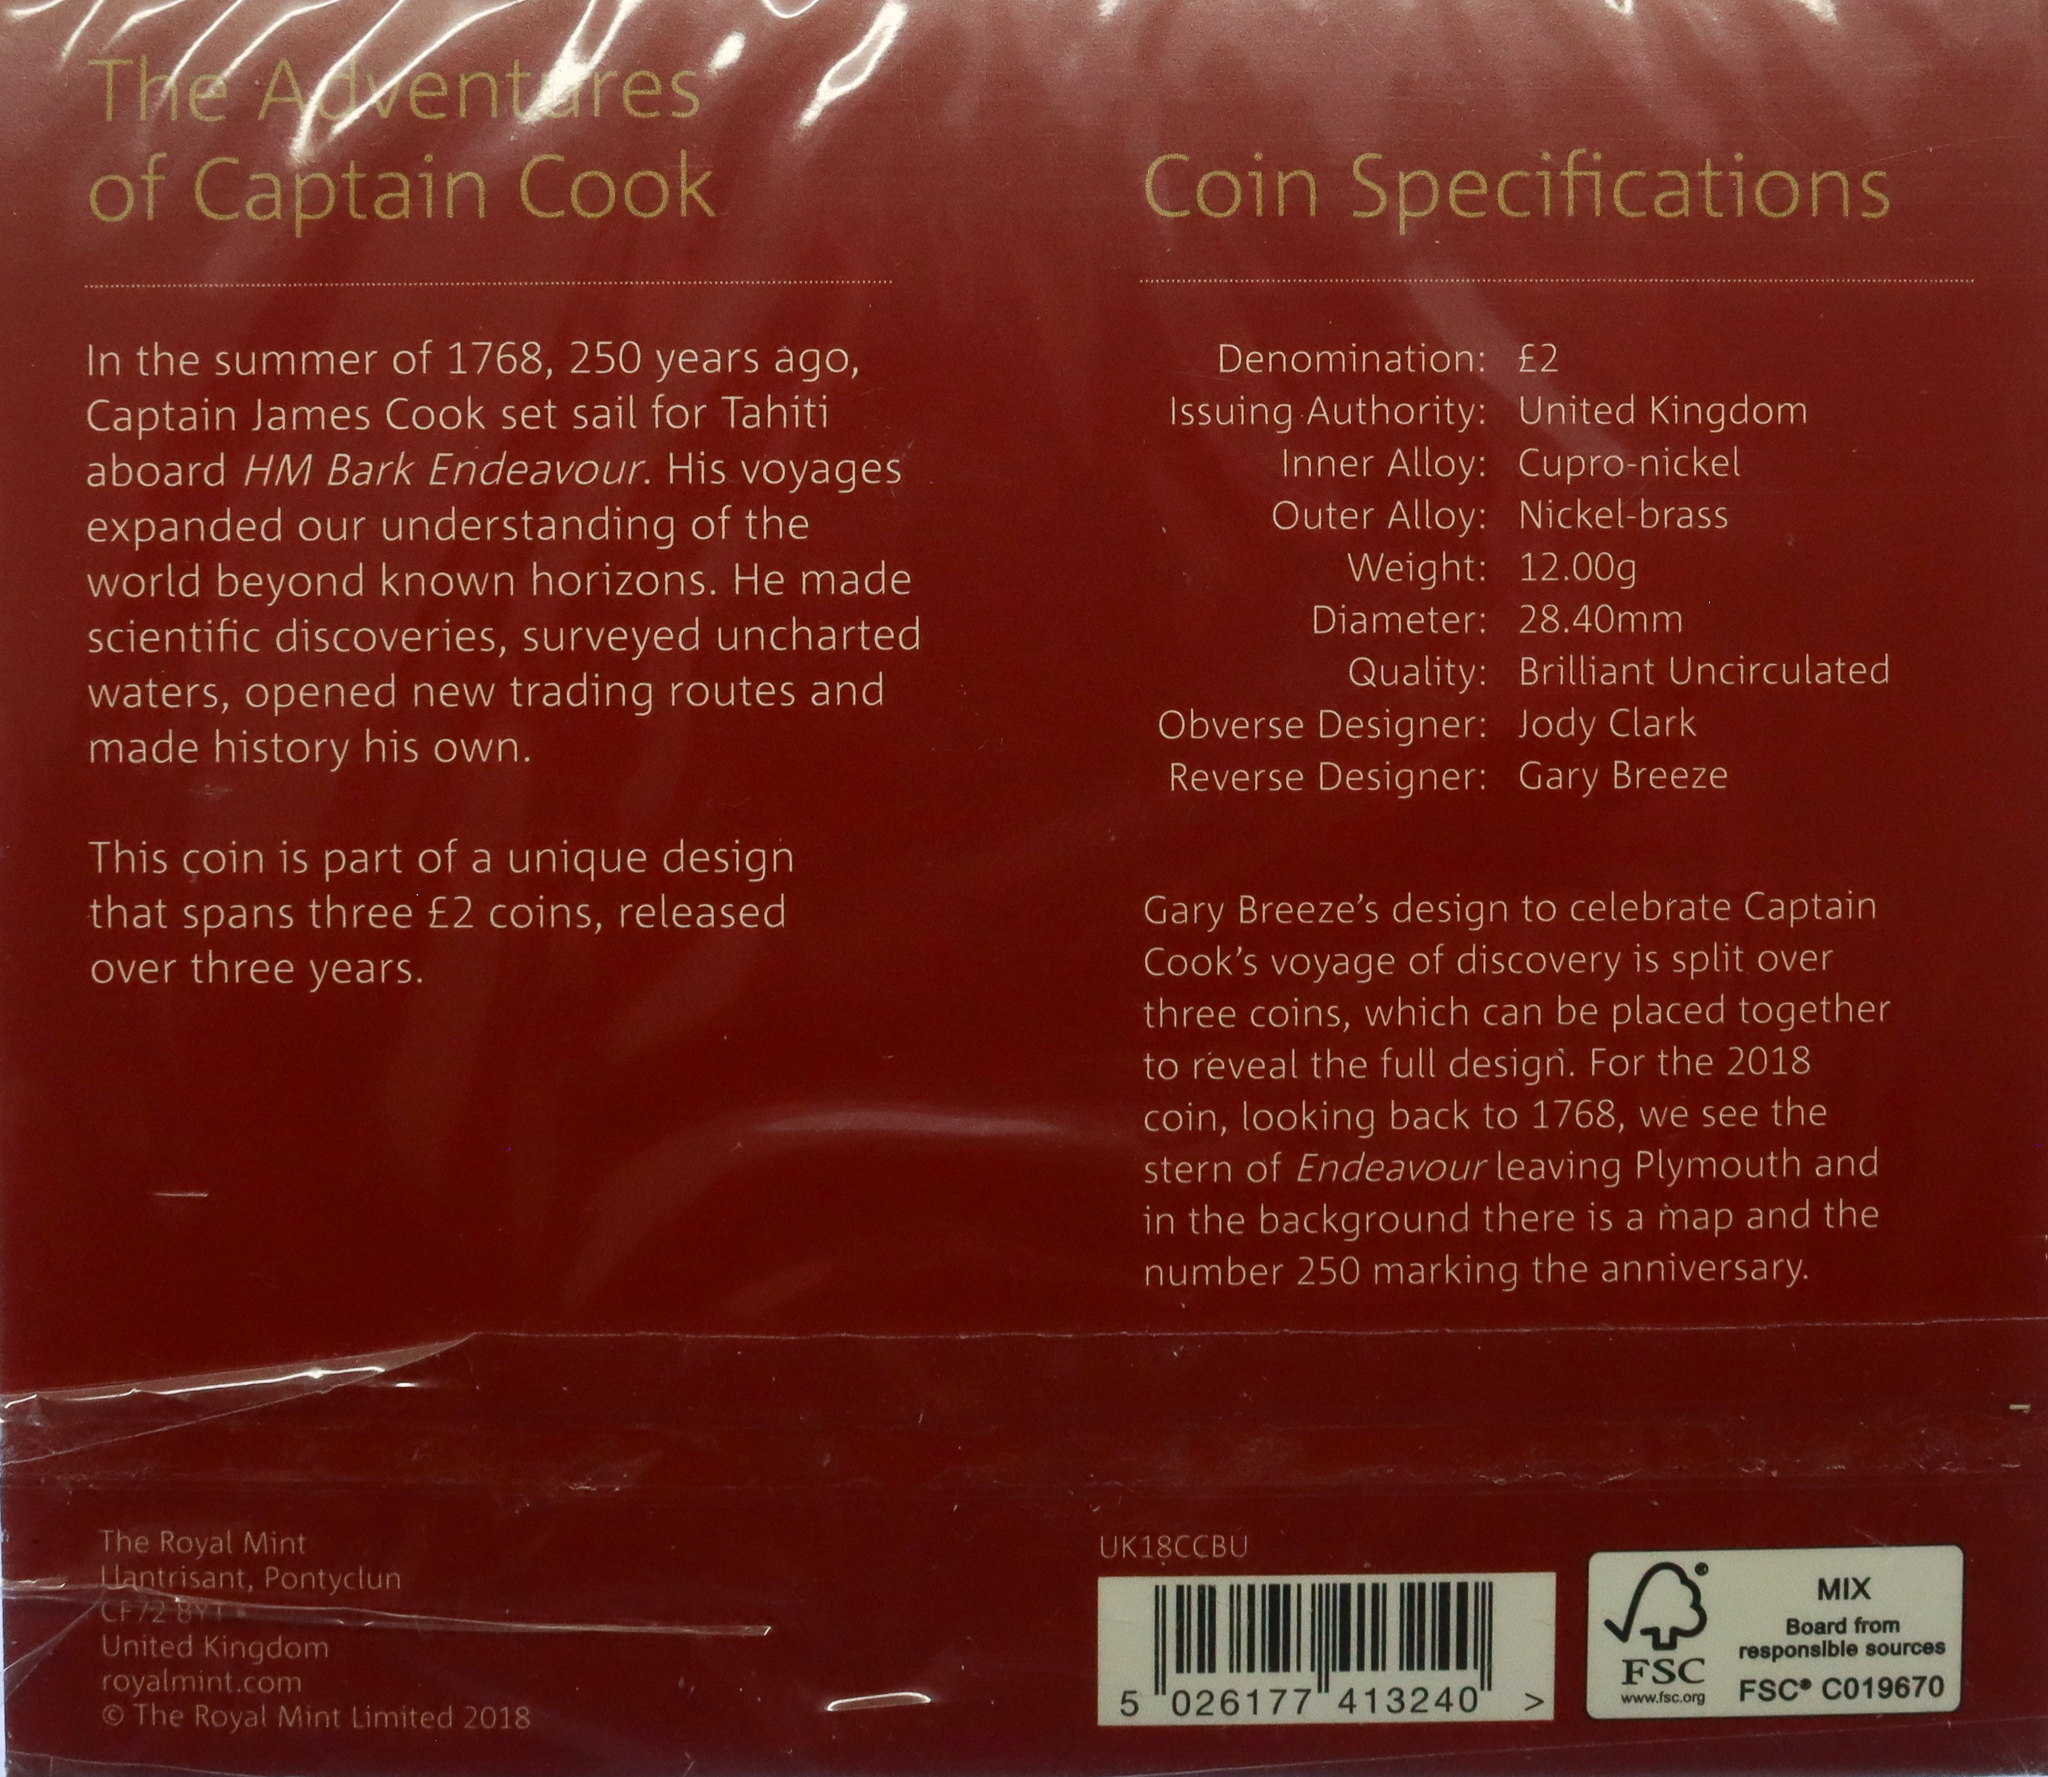 The Adventures
of Captain Cook
In the summer of 1768, 250 years ago,
Captain James Cook set sail for Tahiti
aboard HM Bark Endeavour. His voyages
expanded our understanding of the
world beyond known horizons. He made
scientific discoveries, surveyed uncharted
waters, opened new trading routes and
made history his own.
This coin is part of a unique design
that spans three £2 coins, released
over three years.
Coin Specifications
Denomination: £2
Issuing Authority: United Kingdom
Inner Alloy: Cupro-nickel
Outer Alloy: Nickel-brass
Weight: 12.00g
Diameter: 28.40mm
Quality: Brilliant Uncirculated
Obverse Designer: Jody Clark
Reverse Designer: Gary Breeze
Gary Breeze’s design to celebrate Captain
Cook’s voyage of discovery is split over
three coins, which can be placed together
to reveal the full design. For the 2018
coin, looking back to 1768, we see the
stern of Endeavour leaving Plymouth and
in the background there is a map and the
number 250 marking the anniversary.
The Royal Mint
Llantrisant, Pontyclun
CF72 8YT
United Kingdom
royalmint.com
© The Royal Mint Limited 2018
UK18CCBU
5 026177 413240 >
FSC
www.fsc.org
MIX
Board from
responsible sources
FSC® C019670